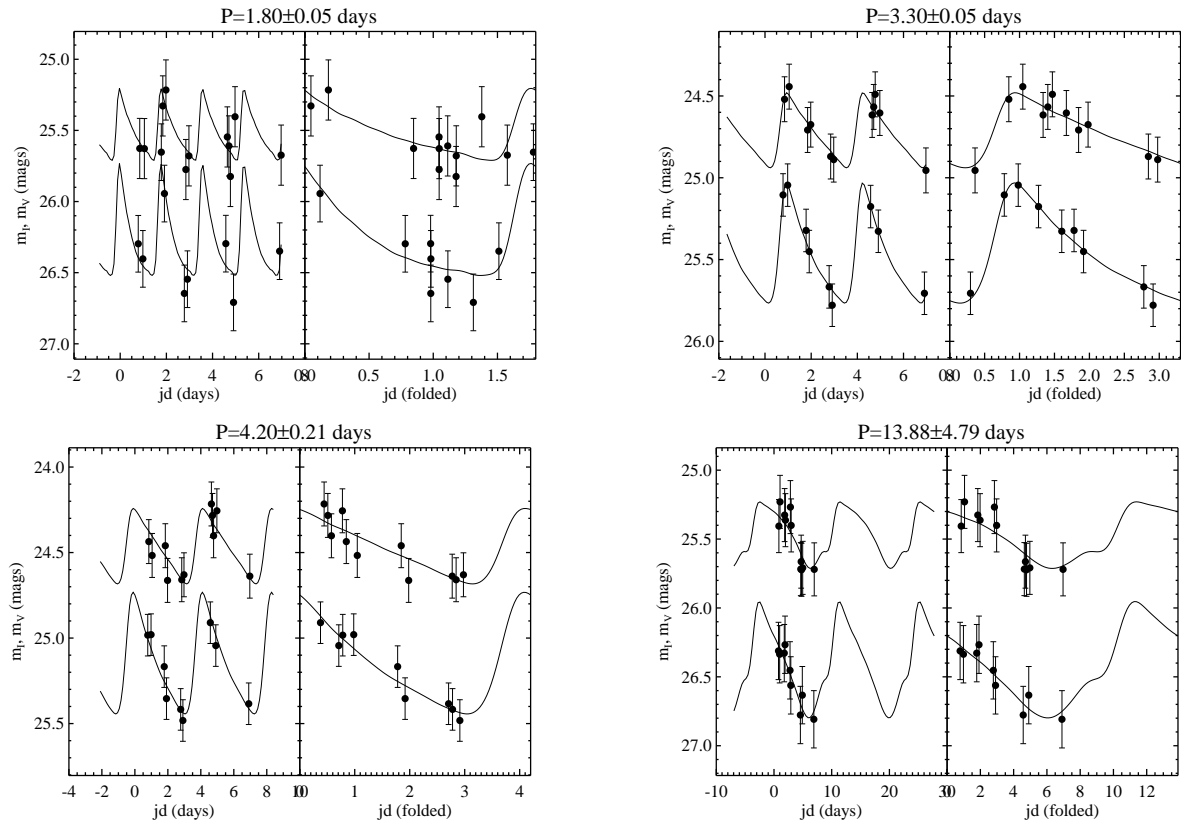 P=1.80±0.05 days
m_I, m_V (mags)
25.0
25.5
26.0
26.5
27.0
-2 0 2 4 6 8
0.0 0.5 1.0 1.5
jd (days)
jd (folded)
P=3.30±0.05 days
m_I, m_V (mags)
24.5
25.0
25.5
26.0
-2 0 2 4 6 8
0.0 0.5 1.0 1.5 2.0 2.5 3.0
jd (days)
jd (folded)
P=4.20±0.21 days
m_I, m_V (mags)
24.0
24.5
25.0
25.5
-4 -2 0 2 4 6 8 10
0 1 2 3 4
jd (days)
jd (folded)
P=13.88±4.79 days
m_I, m_V (mags)
25.0
25.5
26.0
26.5
27.0
-10 0 10 20 30
0 2 4 6 8 10 12
jd (days)
jd (folded)